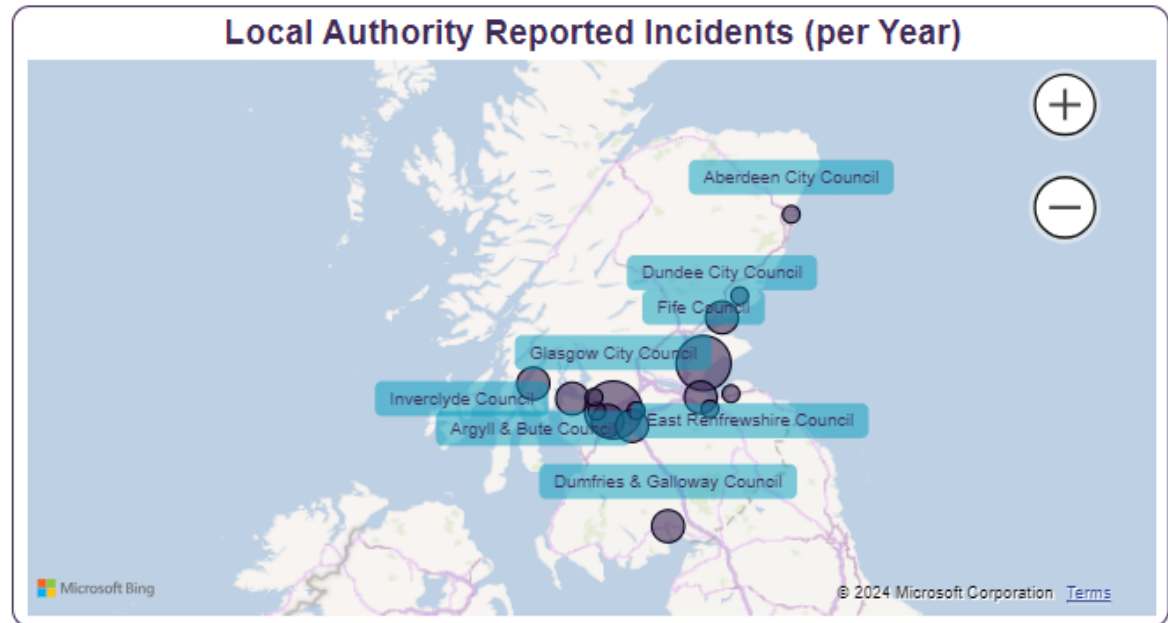 Local Authority Reported Incidents (per Year)
Aberdeen City Council
Dundee City Council
Fife Council
Glasgow City Council
Inverclyde Council
East Renfrewshire Council
Argyll & Bute Council
Dumfries & Galloway Council
Microsoft Bing
© 2024 Microsoft Corporation Terms